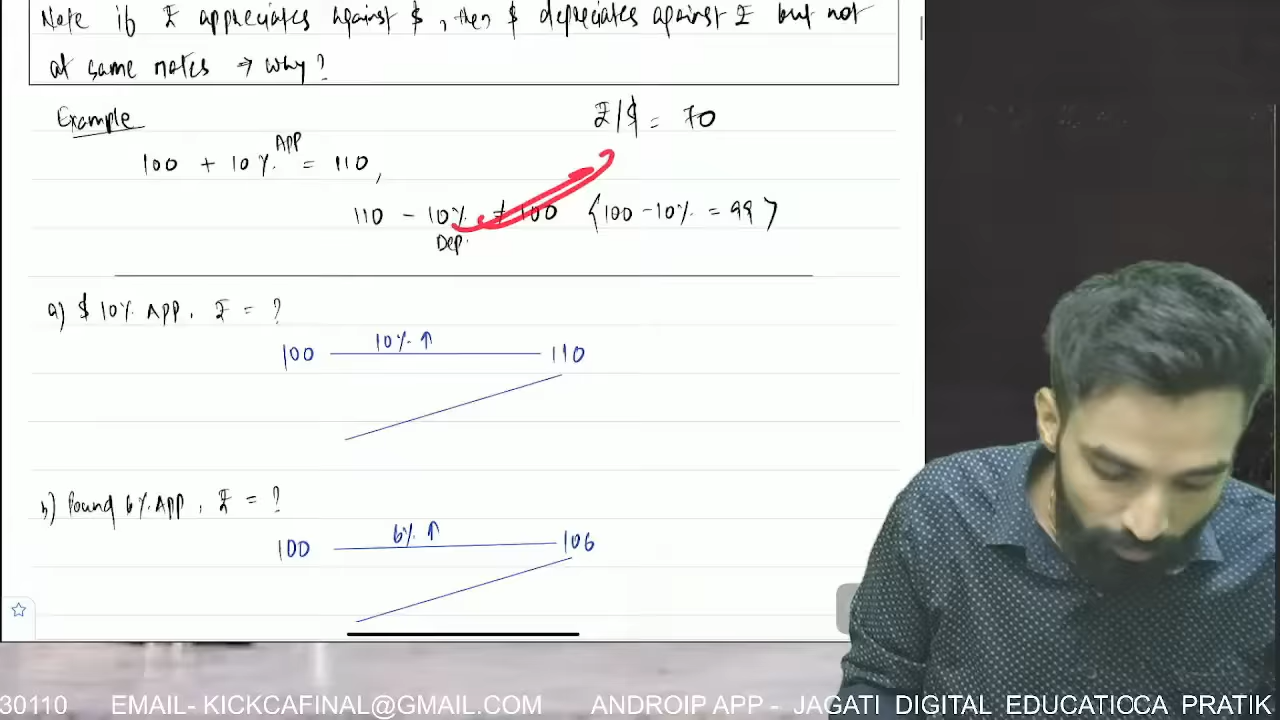 Note if ₹ appreciates against $, then $ depreciates against ₹ but not
at same notes → Why?
Example
₹/$ = 70
100 + 10% APP = 110,
110 - 10% ≠ 100 {100 - 10% = 99}
Dep.
a) $ 10% APP, ₹ = ?
100 10% ↑ 110
b) Pound 6% APP, ₹ = ?
100 6% ↑ 106
30110 EMAIL- KICKCAFINAL@GMAIL.COM ANDROIP APP - JAGATI DIGITAL EDUCATIOCA PRATIK